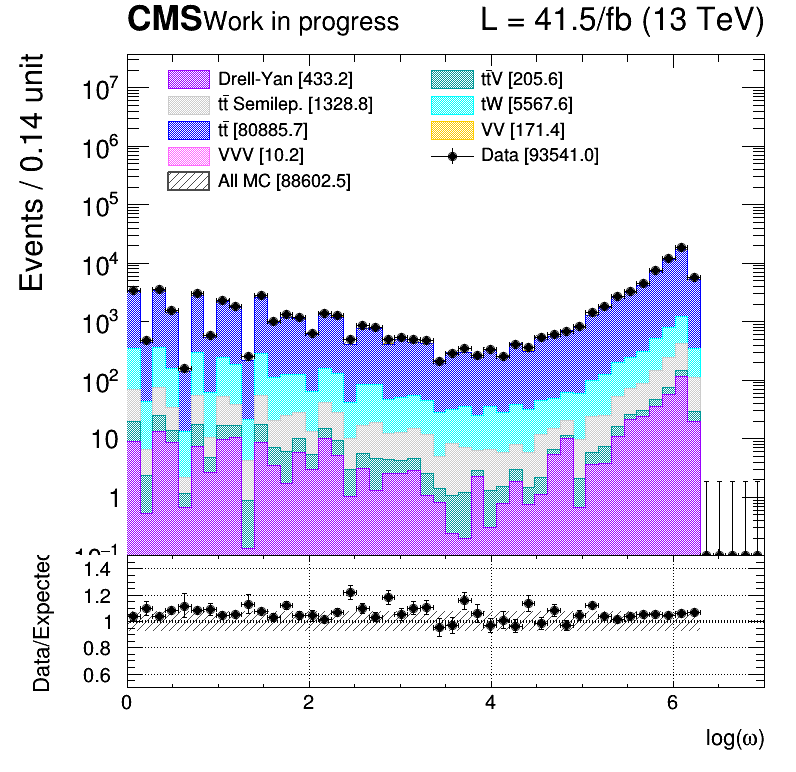 CMS Work in progress L = 41.5/fb (13 TeV)
Events / 0.14 unit
10⁷
10⁶
10⁵
10⁴
10³
10²
10
1
10⁻¹
Drell-Yan [433.2]
tt̄ Semilep. [1328.8]
tt̄ [80885.7]
VVV [10.2]
All MC [88602.5]
tt̄V [205.6]
tW [5567.6]
VV [171.4]
Data [93541.0]
Data/Expected
1.4
1.2
1
0.8
0.6
0 2 4 6
log(ω)